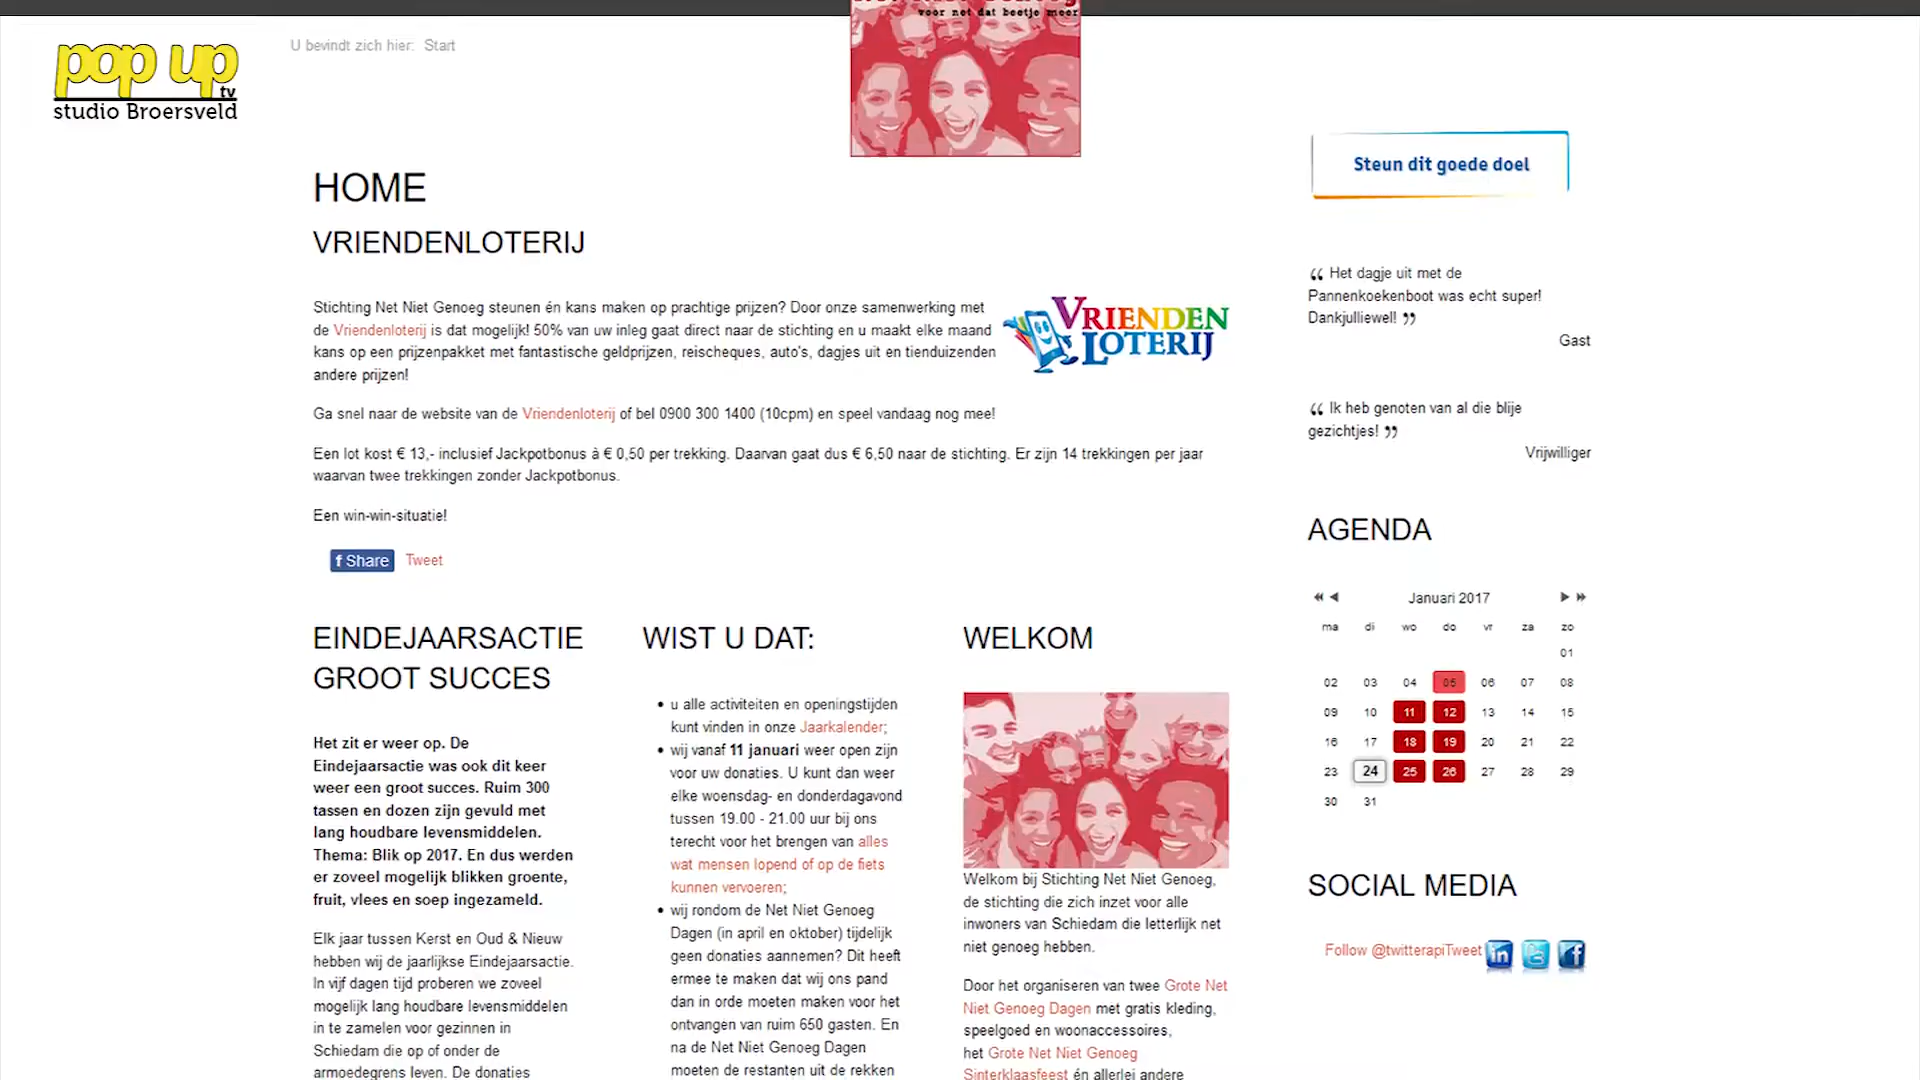 voor net dat beetje meer
pop up
tv
studio Broersveld
U bevindt zich hier: Start
HOME
VRIENDENLOTERIJ
Stichting Net Niet Genoeg steunen én kans maken op prachtige prijzen? Door onze samenwerking met
de Vriendenloterij is dat mogelijk! 50% van uw inleg gaat direct naar de stichting en u maakt elke maand
kans op een prijzenpakket met fantastische geldprijzen, reischeques, auto's, dagjes uit en tienduizenden
andere prijzen!
VRIENDEN
LOTERIJ
Ga snel naar de website van de Vriendenloterij of bel 0900 300 1400 (10cpm) en speel vandaag nog mee!
Een lot kost € 13,- inclusief Jackpotbonus à € 0,50 per trekking. Daarvan gaat dus € 6,50 naar de stichting. Er zijn 14 trekkingen per jaar
waarvan twee trekkingen zonder Jackpotbonus.
Een win-win-situatie!
f Share Tweet
EINDEJAARSACTIE
GROOT SUCCES
Het zit er weer op. De
Eindejaarsactie was ook dit keer
weer een groot succes. Ruim 300
tassen en dozen zijn gevuld met
lang houdbare levensmiddelen.
Thema: Blik op 2017. En dus werden
er zoveel mogelijk blikken groente,
fruit, vlees en soep ingezameld.
Elk jaar tussen Kerst en Oud & Nieuw
hebben wij de jaarlijkse Eindejaarsactie.
In vijf dagen tijd proberen we zoveel
mogelijk lang houdbare levensmiddelen
in te zamelen voor gezinnen in
Schiedam die op of onder de
armoedegrens leven. De donaties
WIST U DAT:
• u alle activiteiten en openingstijden
kunt vinden in onze Jaarkalender;
• wij vanaf 11 januari weer open zijn
voor uw donaties. U kunt dan weer
elke woensdag- en donderdagavond
tussen 19.00 - 21.00 uur bij ons
terecht voor het brengen van alles
wat mensen lopend of op de fiets
kunnen vervoeren;
• wij rondom de Net Niet Genoeg
Dagen (in april en oktober) tijdelijk
geen donaties aannemen? Dit heeft
ermee te maken dat wij ons pand
dan in orde moeten maken voor het
ontvangen van ruim 650 gasten. En
na de Net Niet Genoeg Dagen
moeten de restanten uit de rekken
WELKOM
Welkom bij Stichting Net Niet Genoeg,
de stichting die zich inzet voor alle
inwoners van Schiedam die letterlijk net
niet genoeg hebben.
Door het organiseren van twee Grote Net
Niet Genoeg Dagen met gratis kleding,
speelgoed en woonaccessoires,
het Grote Net Niet Genoeg
Sinterklaasfeest én allerlei andere
Steun dit goede doel
“ Het dagje uit met de
Pannenkoekenboot was echt super!
Dankjulliewel! ”
Gast
“ Ik heb genoten van al die blije
gezichtjes! ”
Vrijwilliger
AGENDA
Januari 2017
ma di wo do vr za zo
01
02 03 04 05 06 07 08
09 10 11 12 13 14 15
16 17 18 19 20 21 22
23 24 25 26 27 28 29
30 31
SOCIAL MEDIA
Follow @twitterapiTweet in t f